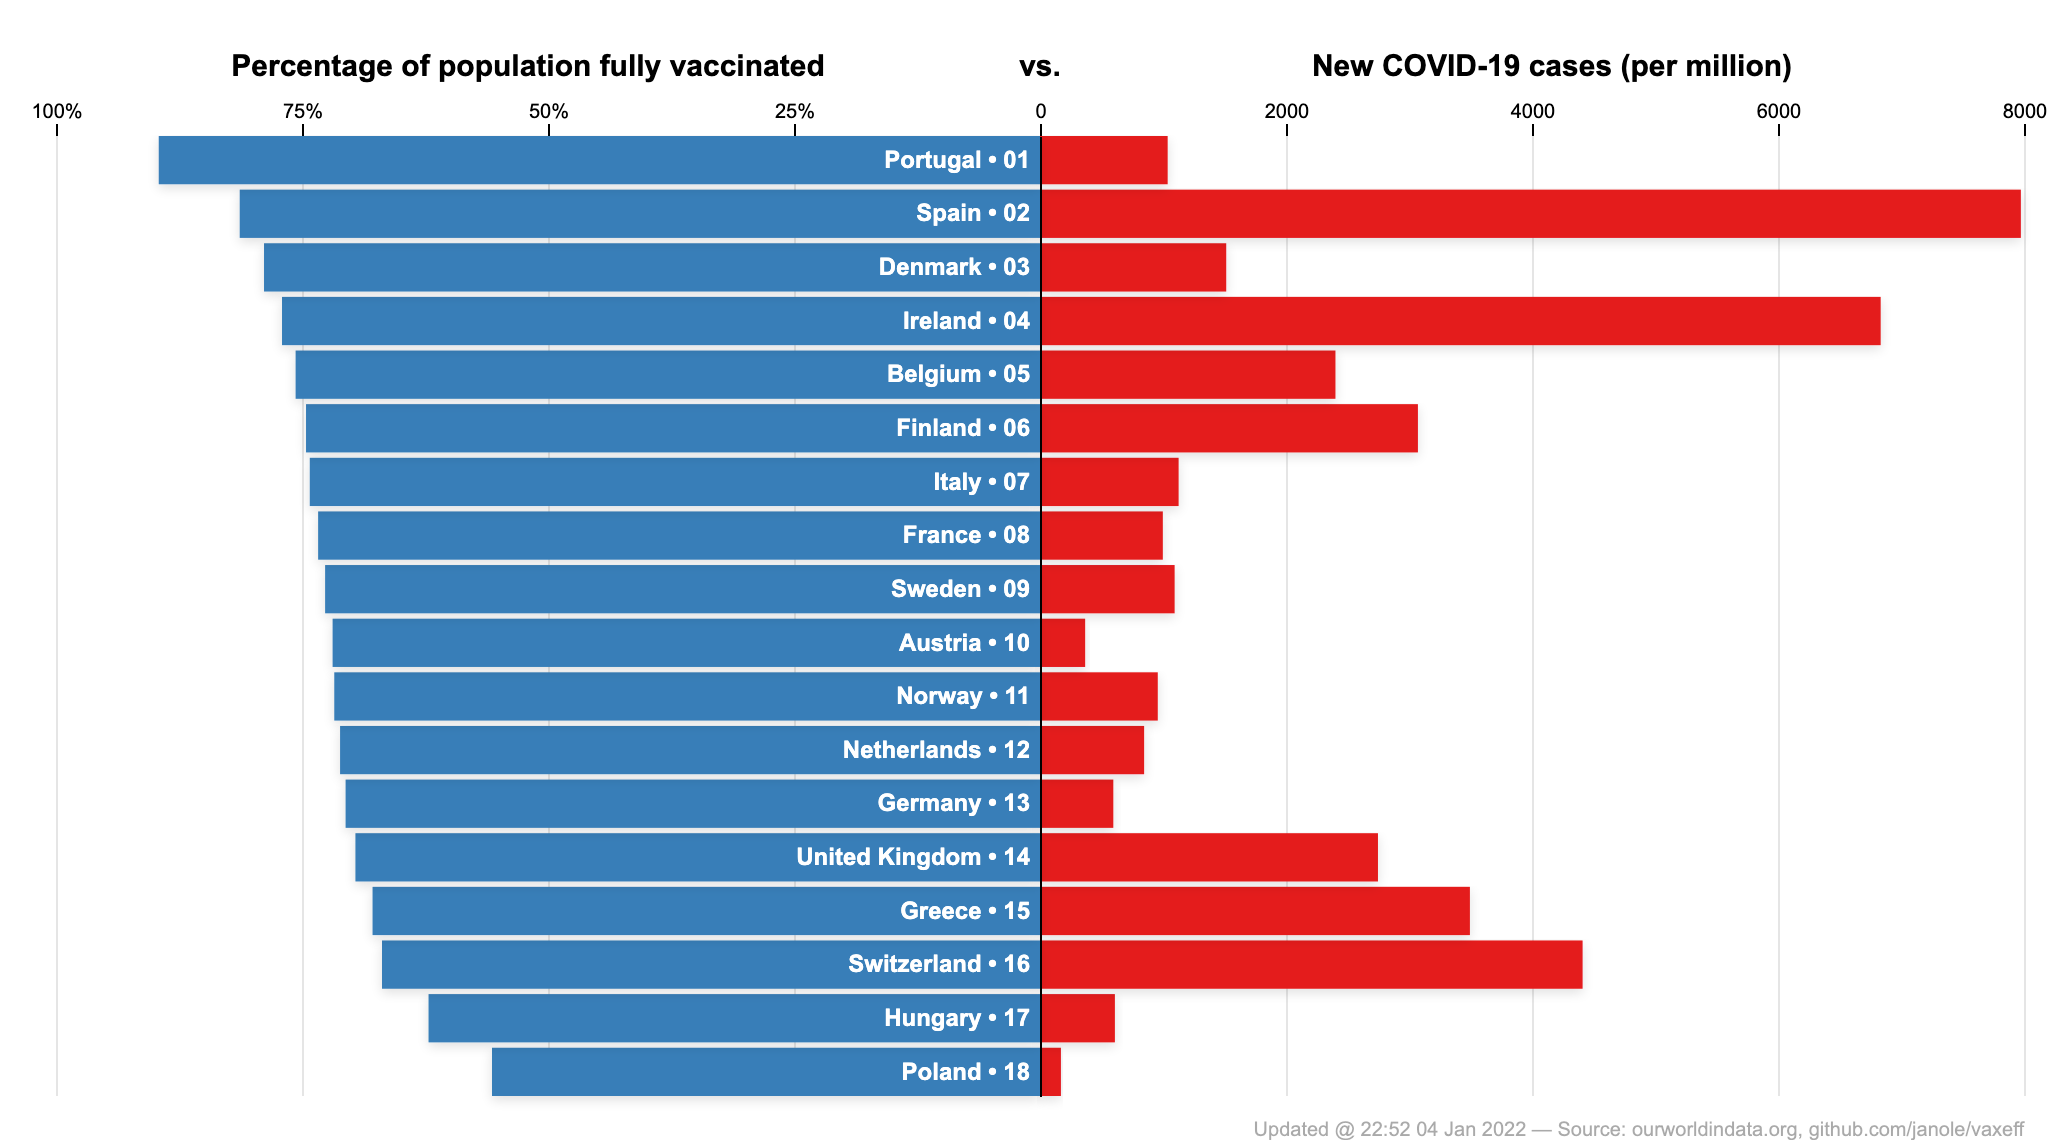 Percentage of population fully vaccinated vs. New COVID-19 cases (per million)
100% 75% 50% 25% 0 2000 4000 6000 8000
Portugal • 01
Spain • 02
Denmark • 03
Ireland • 04
Belgium • 05
Finland • 06
Italy • 07
France • 08
Sweden • 09
Austria • 10
Norway • 11
Netherlands • 12
Germany • 13
United Kingdom • 14
Greece • 15
Switzerland • 16
Hungary • 17
Poland • 18
Updated @ 22:52 04 Jan 2022 — Source: ourworldindata.org, github.com/janole/vaxeff